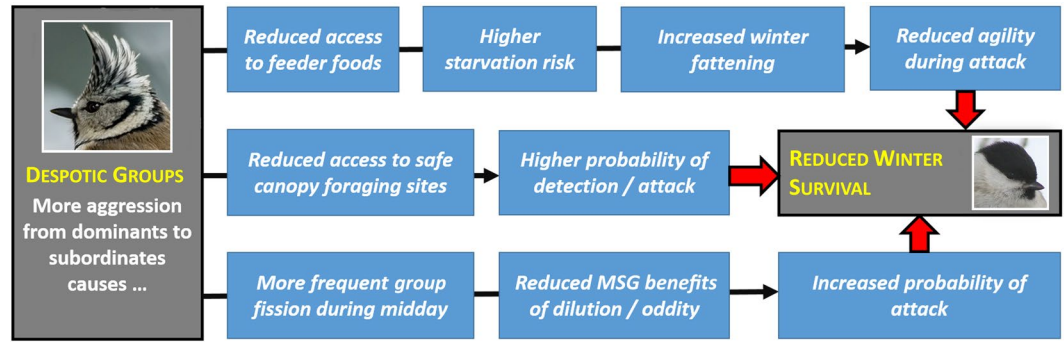 DESPOTIC GROUPS
More aggression
from dominants to
subordinates
causes ...
Reduced access
to feeder foods
Higher
starvation risk
Increased winter
fattening
Reduced agility
during attack
Reduced access to safe
canopy foraging sites
Higher probability of
detection / attack
REDUCED WINTER
SURVIVAL
More frequent group
fission during midday
Reduced MSG benefits
of dilution / oddity
Increased probability of
attack